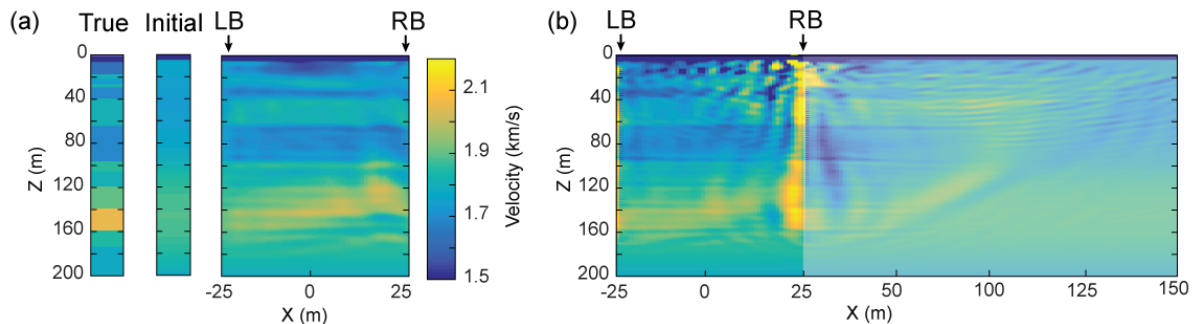 (a) True Initial LB RB
0
40
80
120
160
200
Z (m)
-25 0 25
X (m)
2.1
1.9
1.7
1.5
Velocity (km/s)
(b) LB RB
0
40
80
120
160
200
Z (m)
-25 0 25 50 100 125 150
X (m)